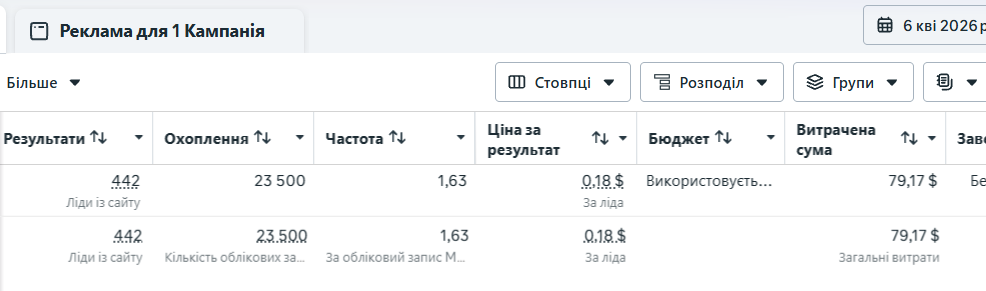 Реклама для 1 Кампанія
6 кві 2026
Більше
Стовпці
Розподіл
Групи
Результати
Охоплення
Частота
Ціна за
результат
Бюджет
Витрачена
сума
442
23 500
1,63
0,18 $
Використовуєть...
79,17 $
Ліди із сайту
За ліда
442
23 500
1,63
0,18 $
79,17 $
Ліди із сайту
Кількість облікових за...
За обліковий запис M...
За ліда
Загальні витрати